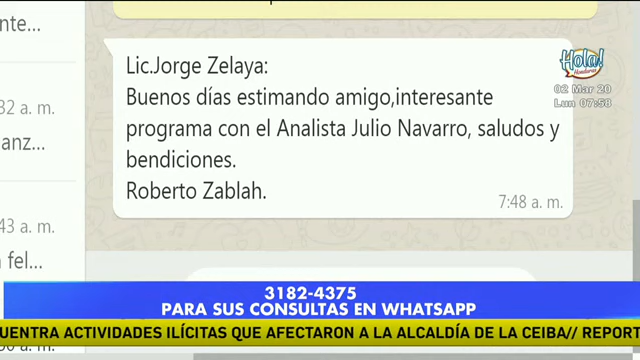 ente...
32 a. m.
anz...
43 a. m.
fel...
Lic.Jorge Zelaya:
Buenos días estimando amigo,interesante
programa con el Analista Julio Navarro, saludos y
bendiciones.
Roberto Zablah.
7:48 a. m.
Hola!
Honduras
02 Mar 20
Lun 07:58
3182-4375
PARA SUS CONSULTAS EN WHATSAPP
UENTRA ACTIVIDADES ILÍCITAS QUE AFECTARON A LA ALCALDÍA DE LA CEIBA// REPORT